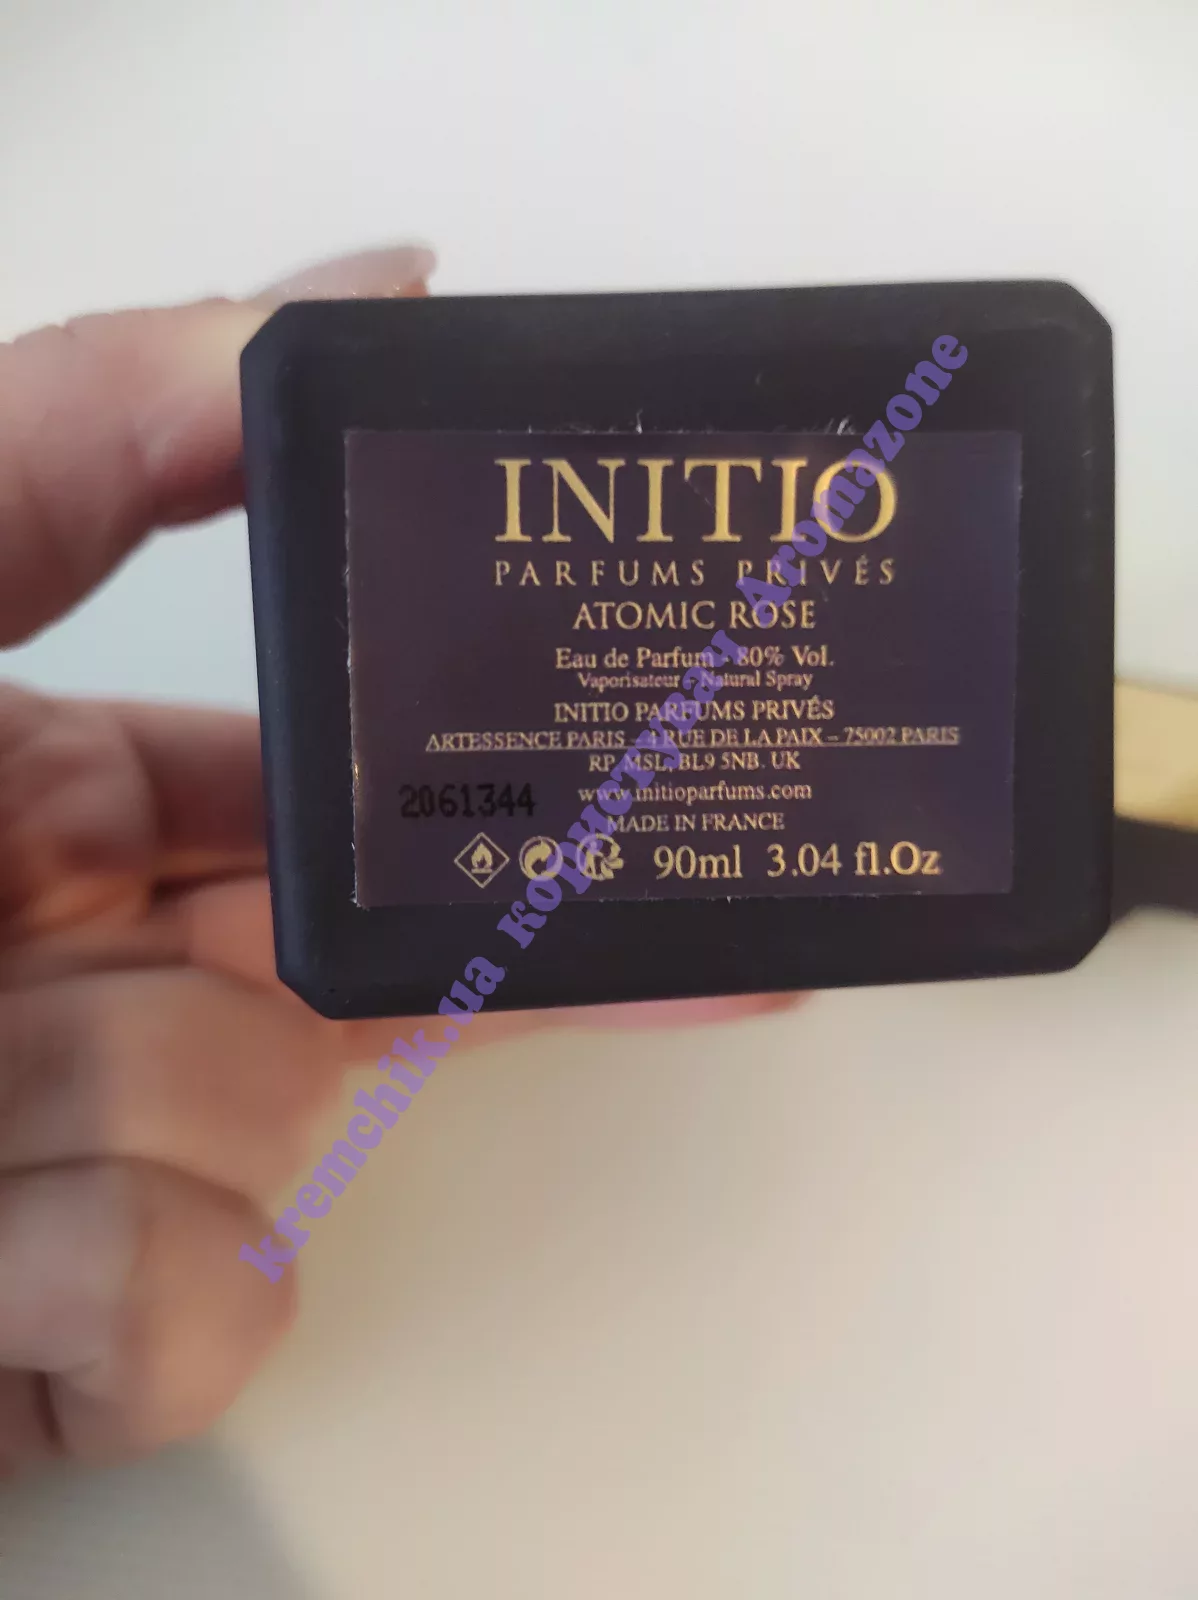 INITIO
PARFUMS PRIVÉS
ATOMIC ROSE
Eau de Parfum - 80% Vol.
Vaporisateur - Natural Spray
INITIO PARFUMS PRIVÉS
ARTESSENCE PARIS – 4 RUE DE LA PAIX – 75002 PARIS
RP. MSL, BL9 5NB. UK
2061344
www.initioparfums.com
MADE IN FRANCE
90ml 3.04 fl.Oz
kremchik.ua користувач Aromazone